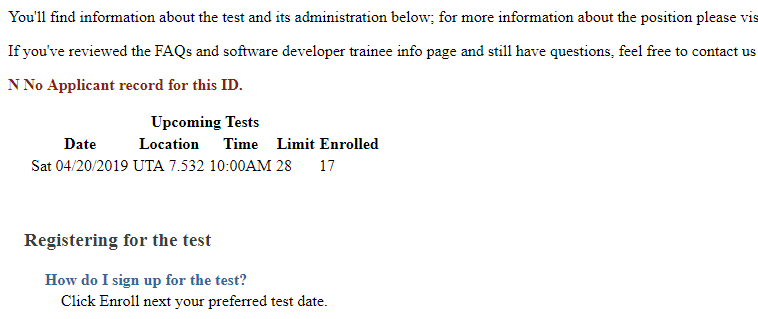 You'll find information about the test and its administration below; for more information about the position please
If you've reviewed the FAQs and software developer trainee info page and still have questions, feel free to contact us
N No Applicant record for this ID.
Upcoming Tests
Date Location Time Limit Enrolled
Sat 04/20/2019 UTA 7.532 10:00AM 28 17
Registering for the test
How do I sign up for the test?
Click Enroll next your preferred test date.